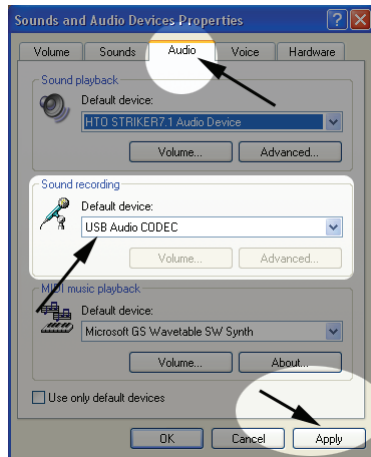 Sounds and Audio Devices Properties
Volume Sounds Audio Voice Hardware
Sound playback
Default device:
HTO STRIKER7.1 Audio Device
Volume... Advanced...
Sound recording
Default device:
USB Audio CODEC
Volume... Advanced...
MIDI music playback
Default device:
Microsoft GS Wavetable SW Synth
Volume... About...
Use only default devices
OK Cancel Apply